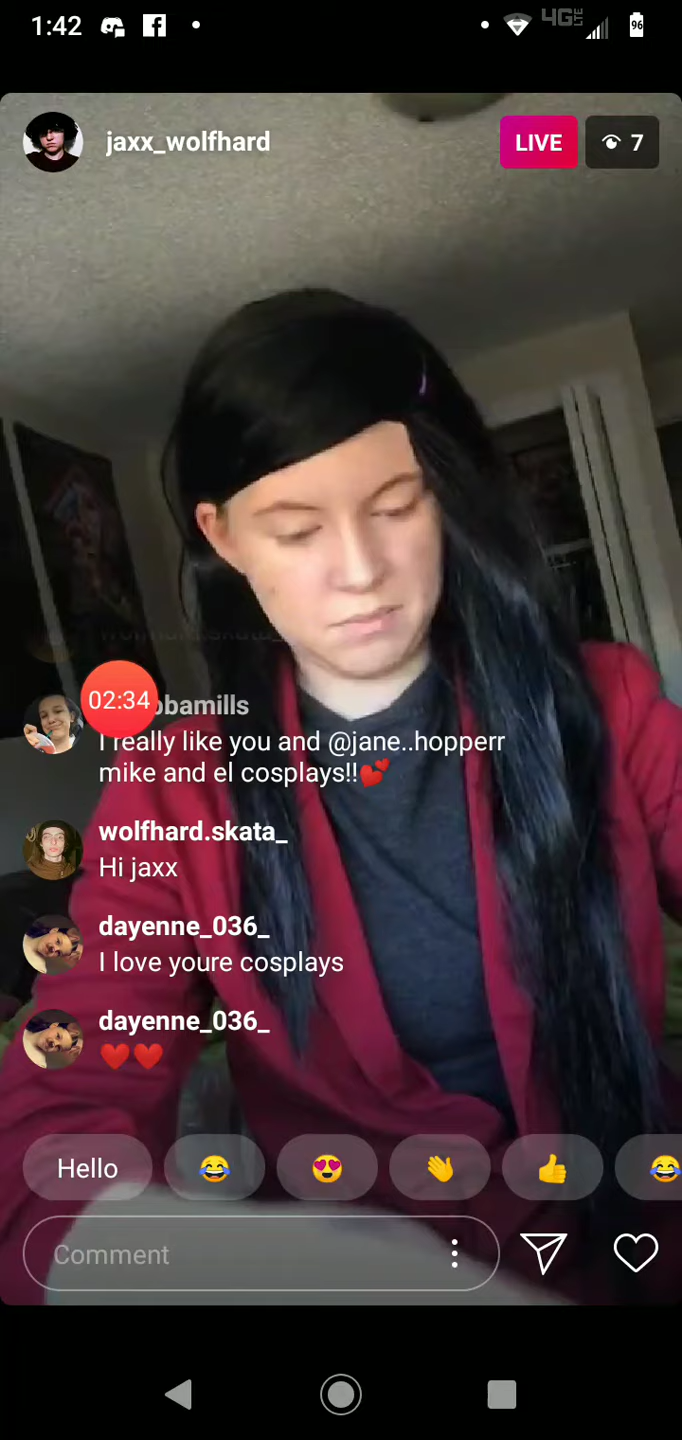 1:42
4G LTE
96
jaxx_wolfhard
LIVE
7
02:34
bbamills
I really like you and @jane..hopperr
mike and el cosplays!!💕
wolfhard.skata_
Hi jaxx
dayenne_036_
I love youre cosplays
dayenne_036_
❤️❤️
Hello 😂 😍 👋 👍 😂
Comment